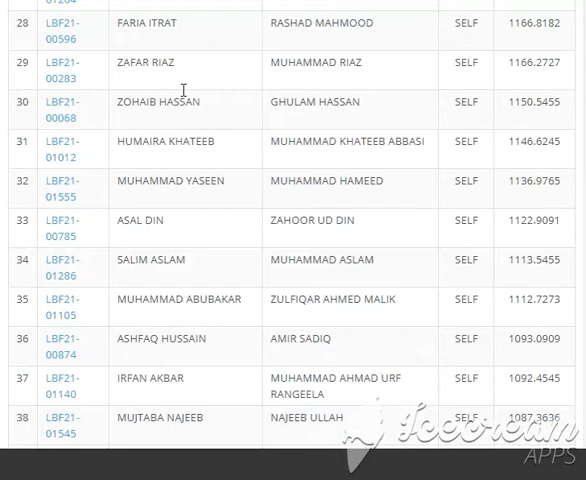 28 LBF21- FARIA ITRAT RASHAD MAHMOOD SELF 1166.8182
00596
29 LBF21- ZAFAR RIAZ MUHAMMAD RIAZ SELF 1166.2727
00283
30 LBF21- ZOHAIB HASSAN GHULAM HASSAN SELF 1150.5455
00068
31 LBF21- HUMAIRA KHATEEB MUHAMMAD KHATEEB ABBASI SELF 1146.6245
01012
32 LBF21- MUHAMMAD YASEEN MUHAMMAD HAMEED SELF 1136.9765
01555
33 LBF21- ASAL DIN ZAHOOR UD DIN SELF 1122.9091
00785
34 LBF21- SALIM ASLAM MUHAMMAD ASLAM SELF 1113.5455
01286
35 LBF21- MUHAMMAD ABUBAKAR ZULFIQAR AHMED MALIK SELF 1112.7273
01105
36 LBF21- ASHFAQ HUSSAIN AMIR SADIQ SELF 1093.0909
00874
37 LBF21- IRFAN AKBAR MUHAMMAD AHMAD URF SELF 1092.4545
01140 RANGEELA
38 LBF21- MUJTABA NAJEEB NAJEEB ULLAH SELF 1087.3636
01545
Icecream
APPS